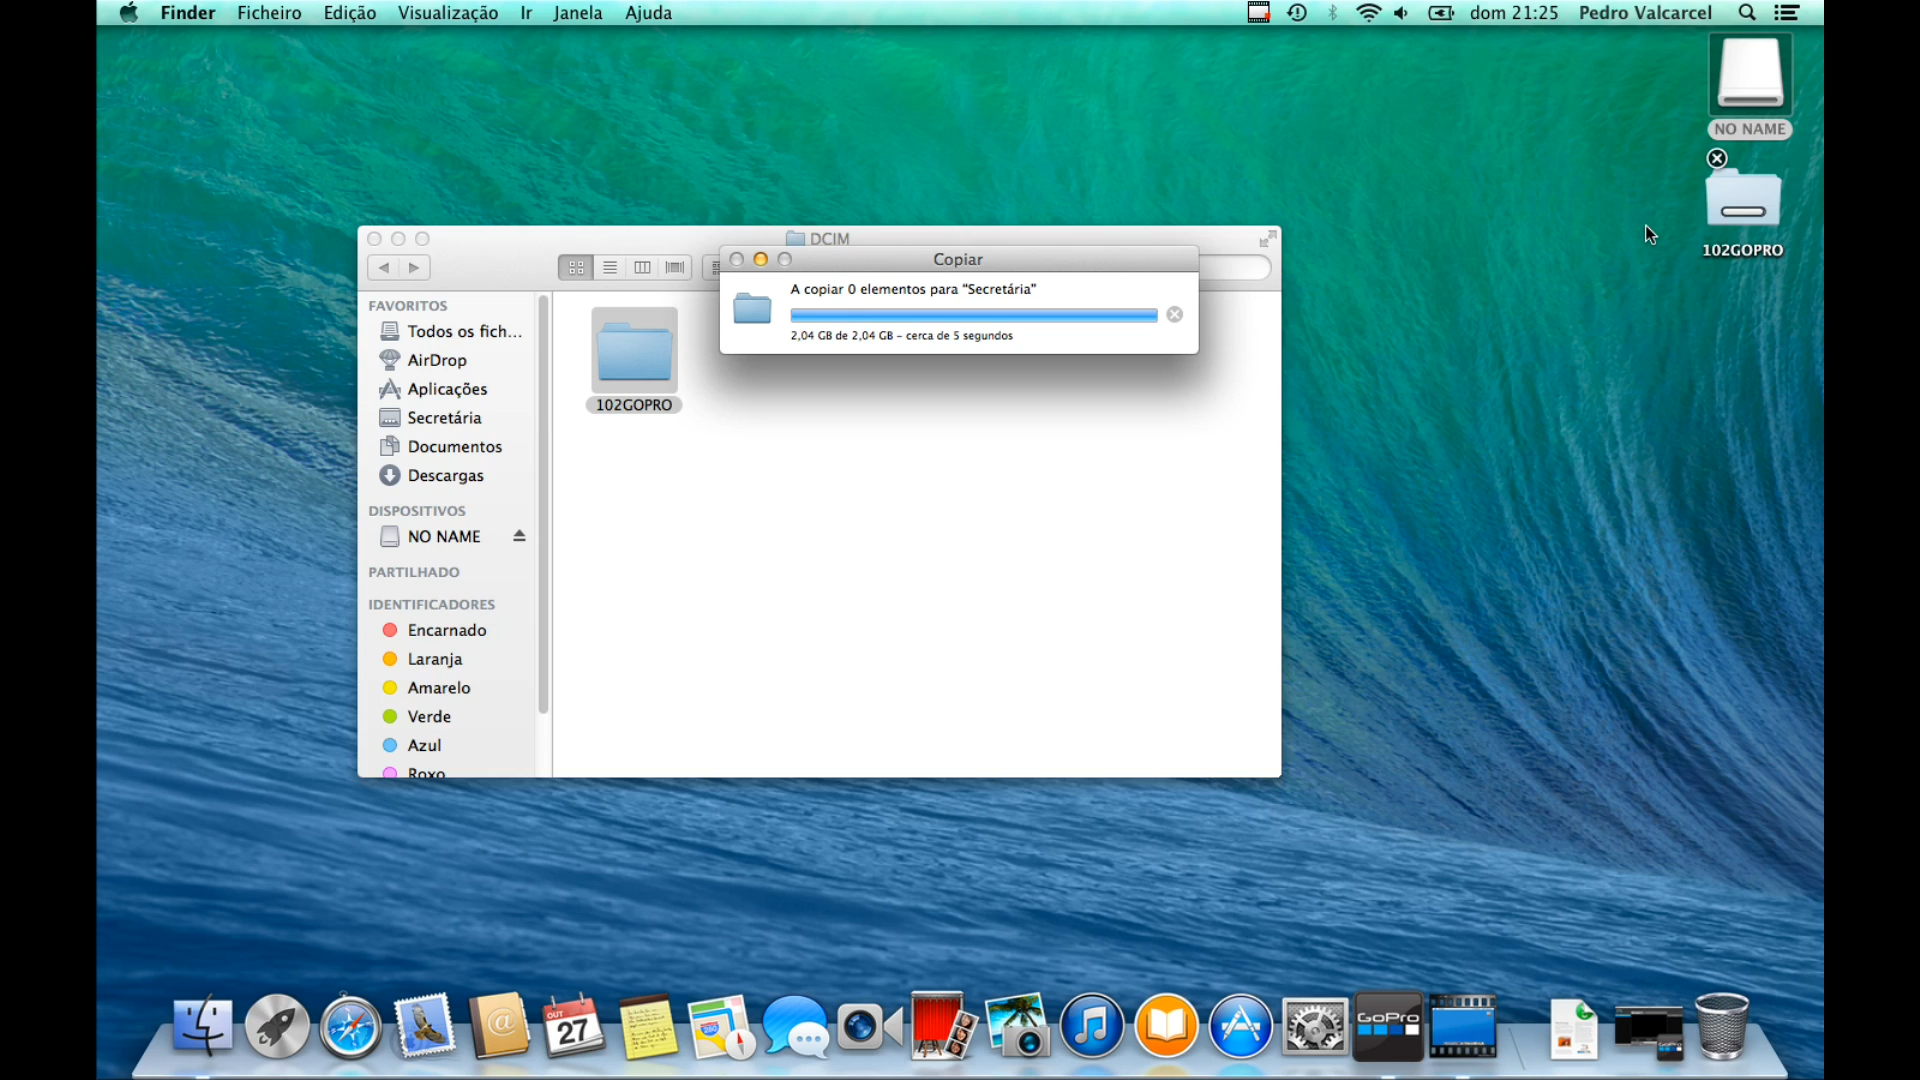 Finder Ficheiro Edição Visualização Ir Janela Ajuda dom 21:25 Pedro Valcarcel
NO NAME
102GOPRO
DCIM
Copiar
A copiar 0 elementos para “Secretária”
2,04 GB de 2,04 GB – cerca de 5 segundos
FAVORITOS
Todos os fich...
AirDrop
Aplicações
Secretária
Documentos
Descargas
DISPOSITIVOS
NO NAME
PARTILHADO
IDENTIFICADORES
Encarnado
Laranja
Amarelo
Verde
Azul
Roxo
102GOPRO
OUT
27
280
GoPro